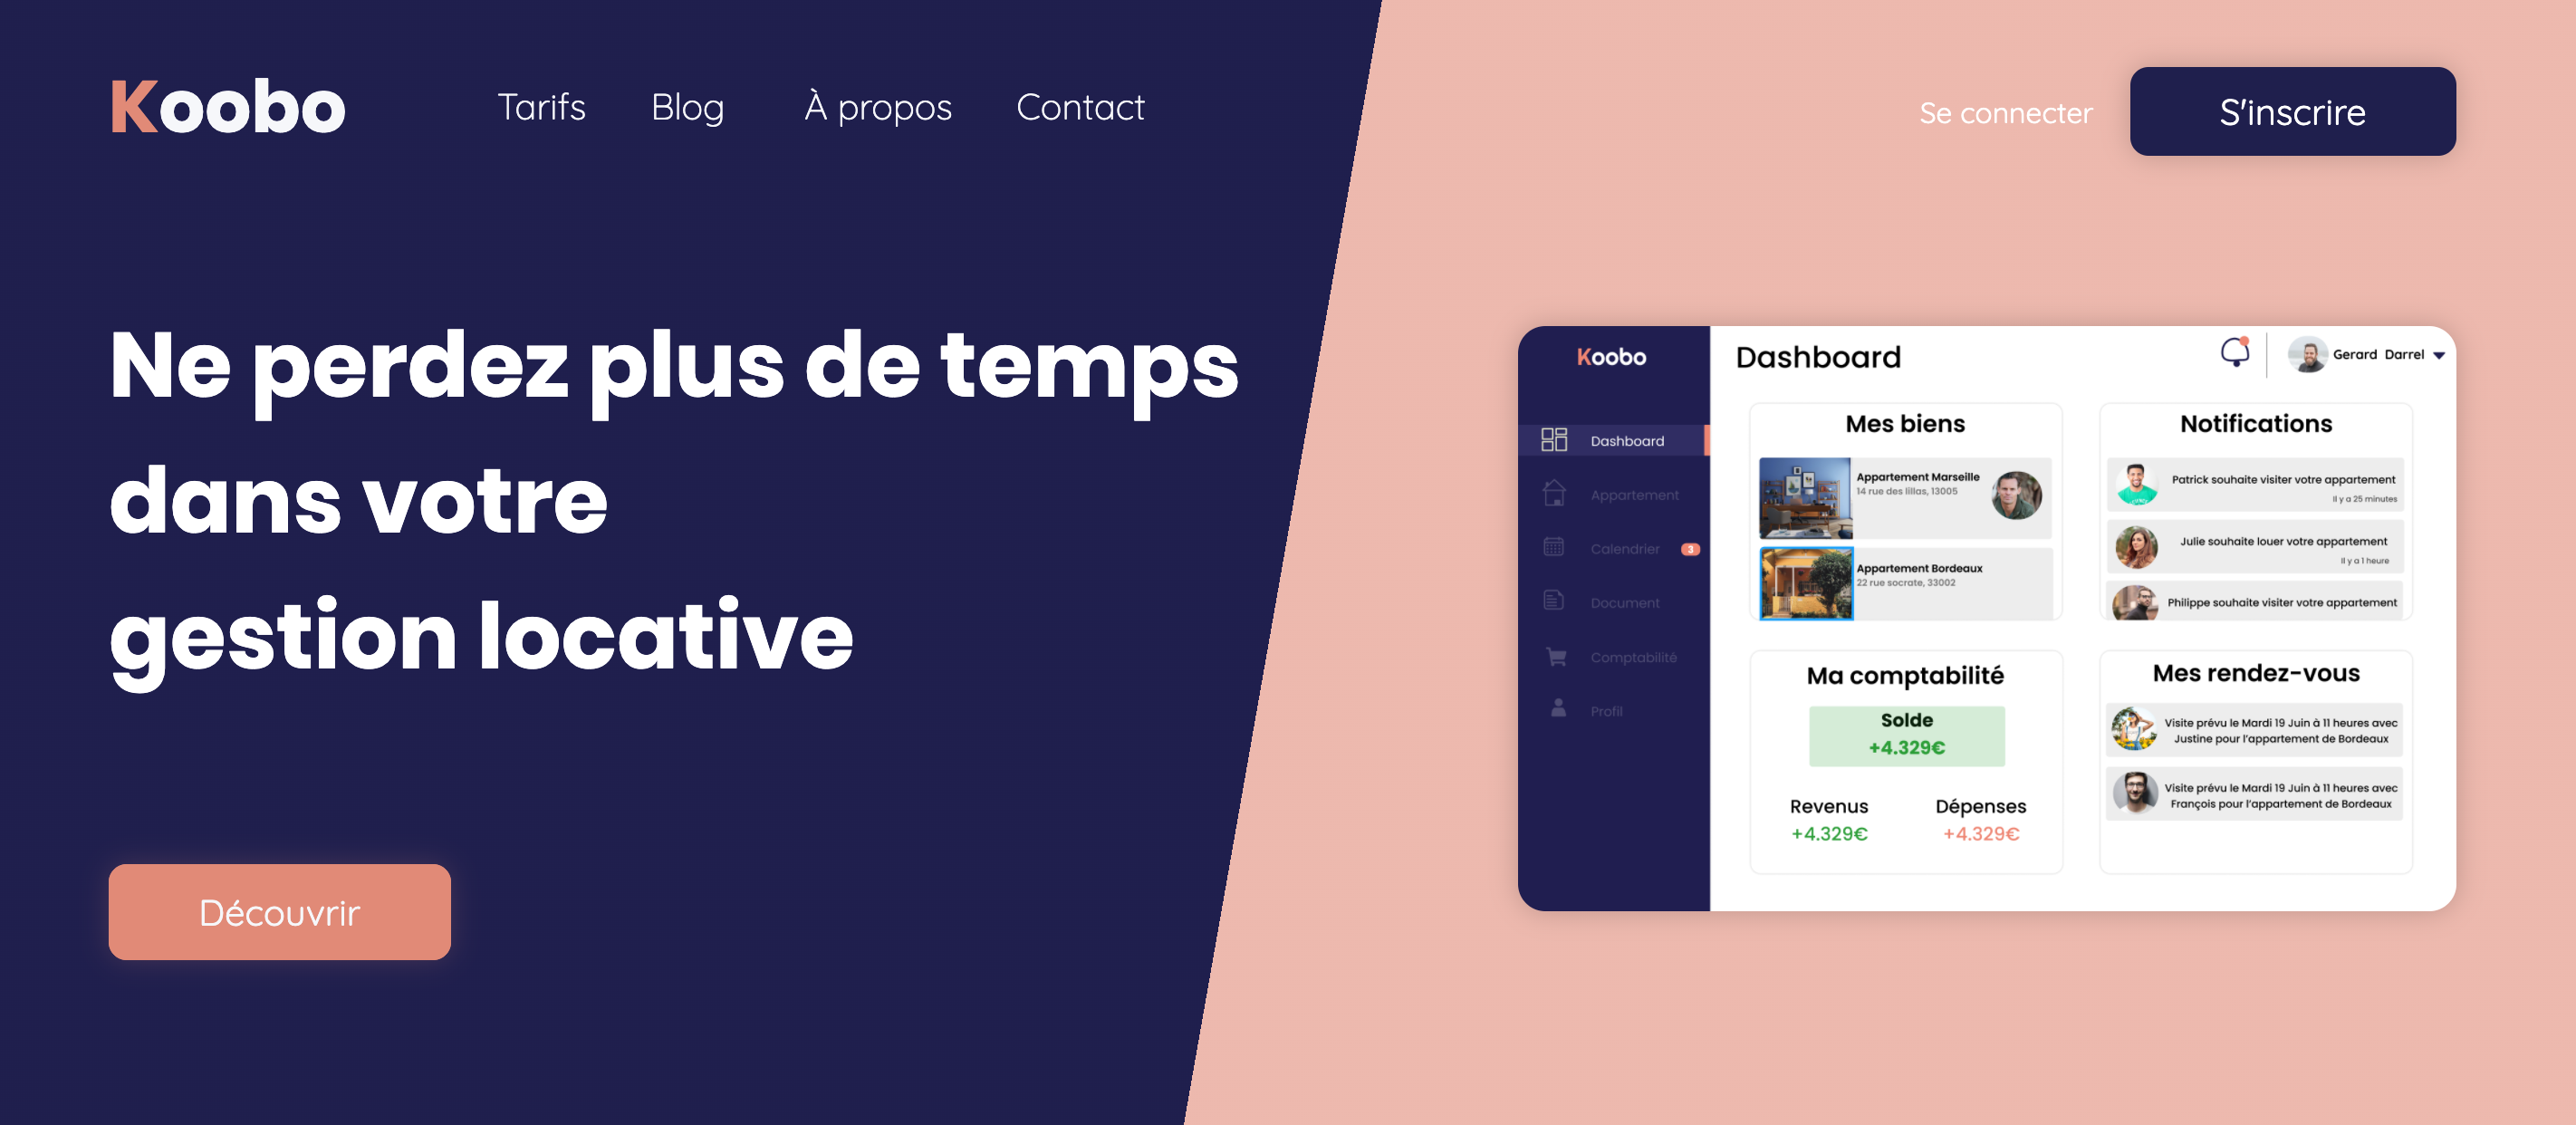 Koobo
Tarifs
Blog
À propos
Contact
Se connecter
S'inscrire
Ne perdez plus de temps
dans votre
gestion locative
Découvrir
Koobo
Dashboard
Appartement
Calendrier
3
Document
Comptabilité
Profil
Dashboard
Gerard Darrel
Mes biens
Appartement Marseille
14 rue des lillas, 13005
Appartement Bordeaux
22 rue socrate, 33002
Notifications
Patrick souhaite visiter votre appartement
Il y a 25 minutes
Julie souhaite louer votre appartement
Il y a 1 heure
Philippe souhaite visiter votre appartement
Ma comptabilité
Solde
+4.329€
Revenus
+4.329€
Dépenses
+4.329€
Mes rendez-vous
Visite prévu le Mardi 19 Juin à 11 heures avec
Justine pour l'appartement de Bordeaux
Visite prévu le Mardi 19 Juin à 11 heures avec
François pour l'appartement de Bordeaux